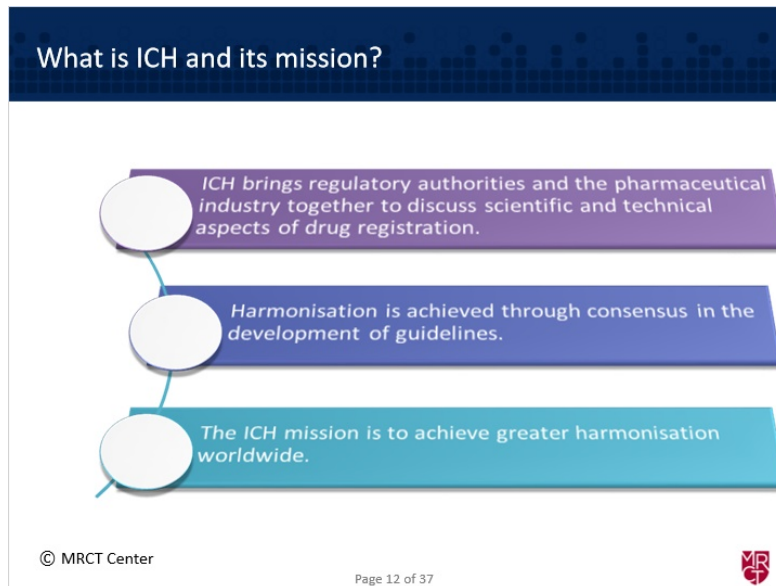 What is ICH and its mission?
ICH brings regulatory authorities and the pharmaceutical
industry together to discuss scientific and technical
aspects of drug registration.
Harmonisation is achieved through consensus in the
development of guidelines.
The ICH mission is to achieve greater harmonisation
worldwide.
© MRCT Center
Page 12 of 37
MR
CT